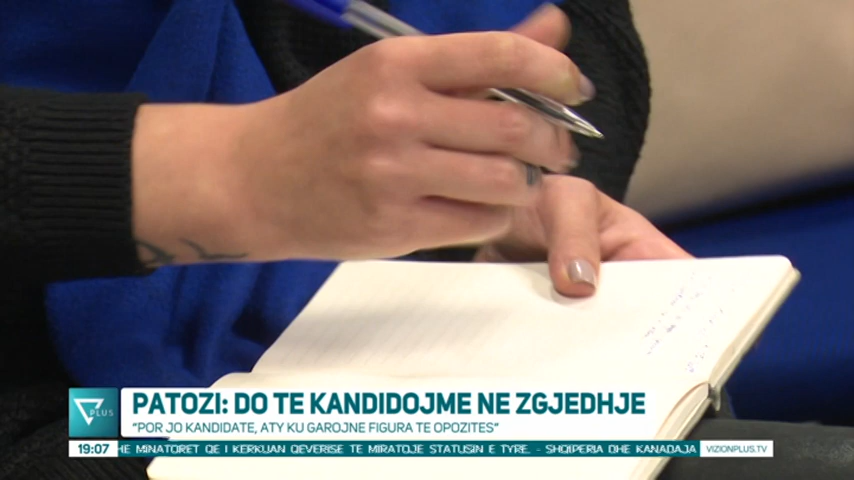 PATOZI: DO TE KANDIDOJME NE ZGJEDHJE
PLUS
"POR JO KANDIDATE, ATY KU GAROJNE FIGURA TE OPOZITES"
19:07 HE MINATORET QE I KERKUAN QEVERISE TE MIRATOJE STATUSIN E TYRE. - SHQIPERIA DHE KANADAJA VIZIONPLUS.TV